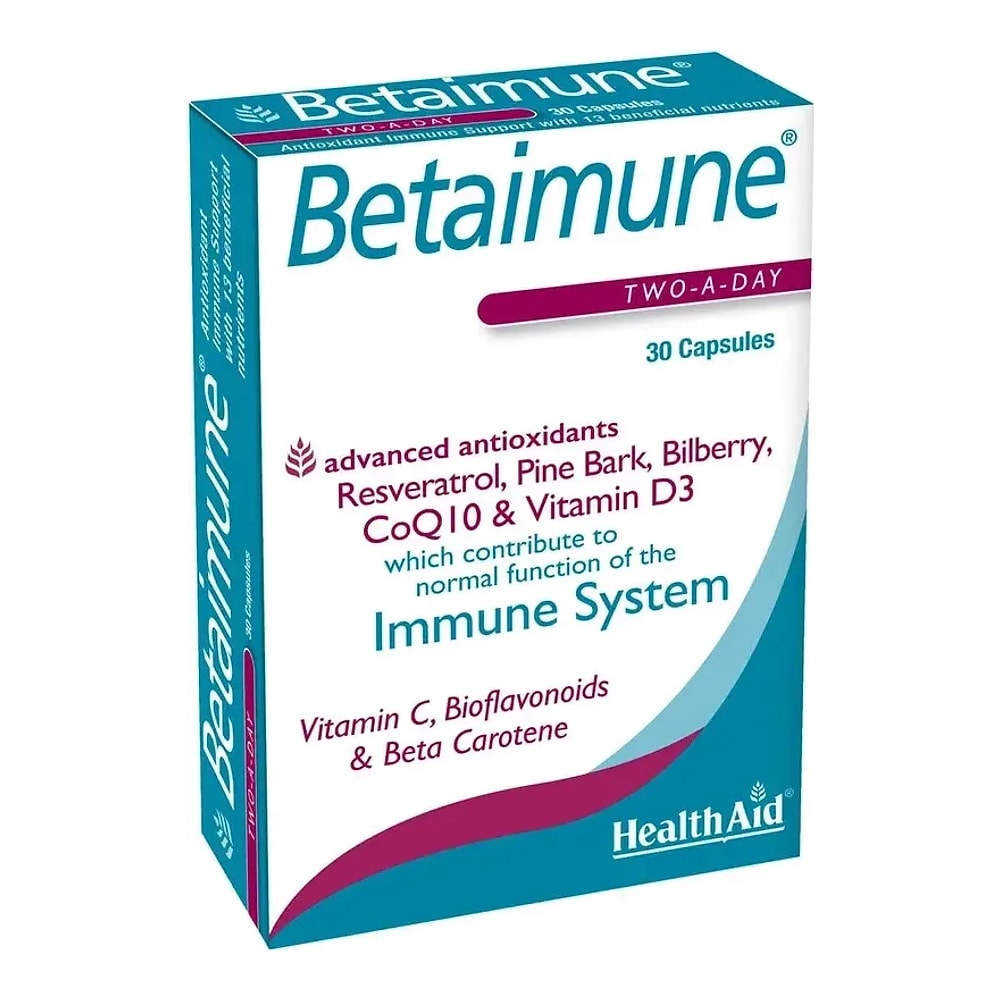 Betaimune®
TWO-A-DAY
30 Capsules
Antioxidant Immune Support with 13 beneficial nutrients
Betaimune®
TWO-A-DAY
30 Capsules
advanced antioxidants
Resveratrol, Pine Bark, Bilberry,
CoQ10 & Vitamin D3
which contribute to
normal function of the
Immune System
Vitamin C, Bioflavonoids
& Beta Carotene
HealthAid®
Betaimune®
Antioxidant
Immune Support
with 13 beneficial
nutrients
30 Capsules
TWO-A-DAY